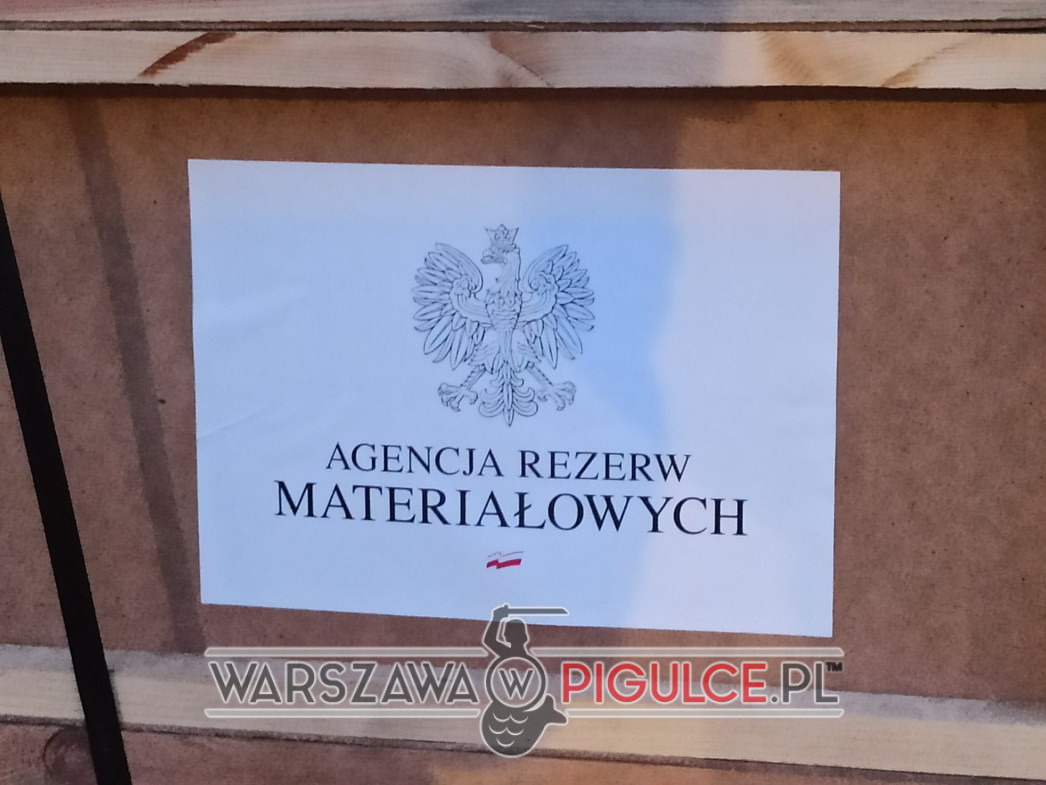 AGENCJA REZERW
MATERIAŁOWYCH
WARSZAWA W PIGULCE.PL™